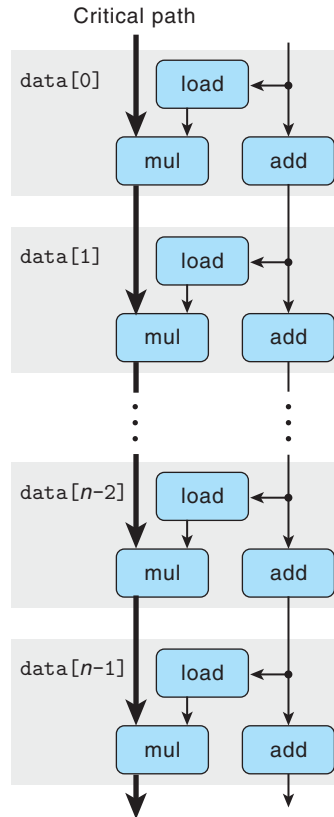 Critical path
data[0]
load
mul add
data[1]
load
mul add
data[n-2]
load
mul add
data[n-1]
load
mul add